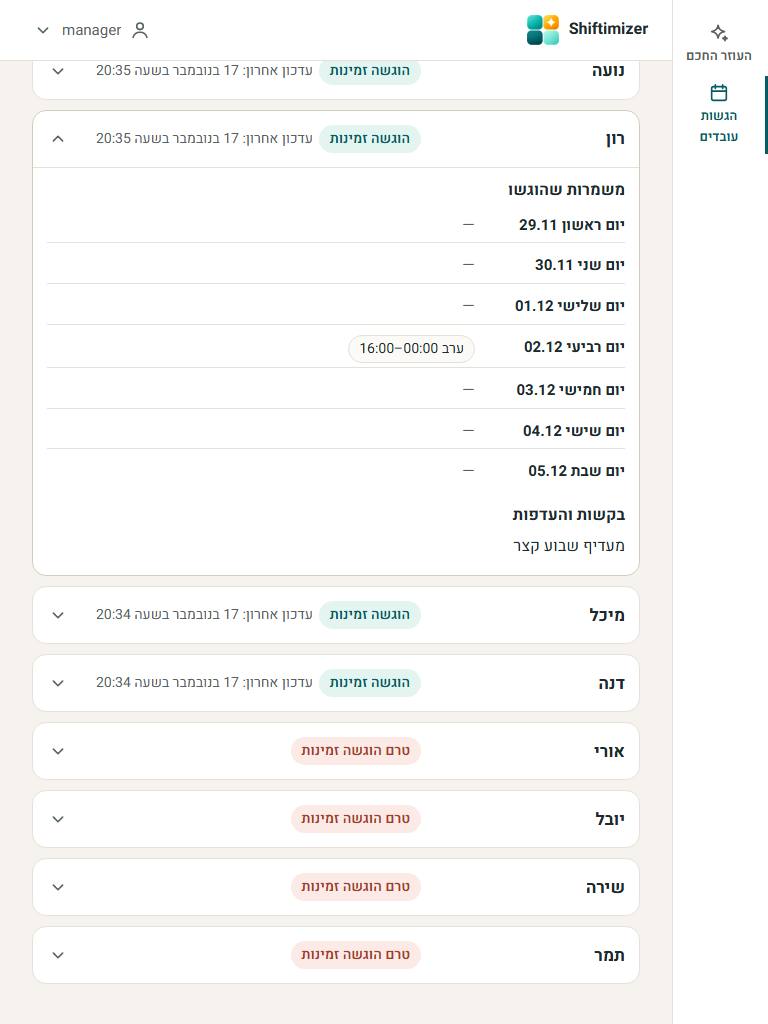 העוזר החכם
הגשות
עובדים
Shiftimizer
manager
נועה הוגשה זמינות עדכון אחרון: 17 בנובמבר בשעה 20:35
רון הוגשה זמינות עדכון אחרון: 17 בנובמבר בשעה 20:35
משמרות שהוגשו
יום ראשון 29.11 —
יום שני 30.11 —
יום שלישי 01.12 —
יום רביעי 02.12 ערב 16:00–00:00
יום חמישי 03.12 —
יום שישי 04.12 —
יום שבת 05.12 —
בקשות והעדפות
מעדיף שבוע קצר
מיכל הוגשה זמינות עדכון אחרון: 17 בנובמבר בשעה 20:34
דנה הוגשה זמינות עדכון אחרון: 17 בנובמבר בשעה 20:34
אורי טרם הוגשה זמינות
יובל טרם הוגשה זמינות
שירה טרם הוגשה זמינות
תמר טרם הוגשה זמינות